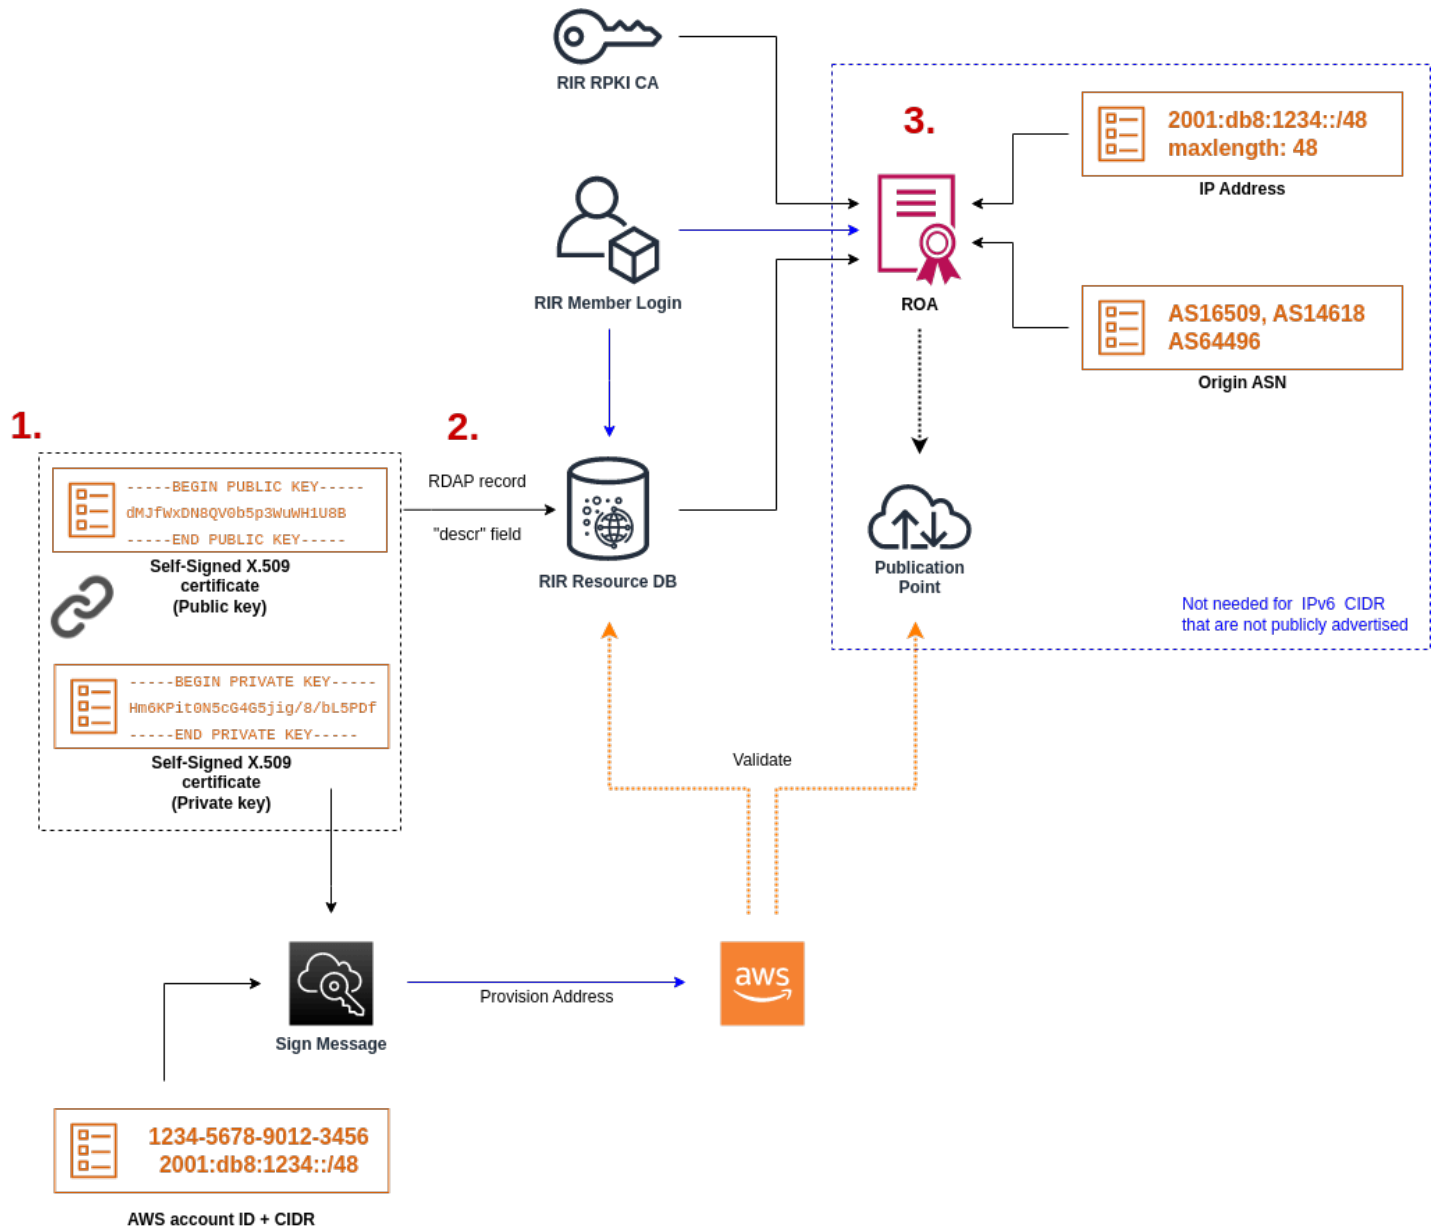 RIR RPKI CA
3.
2001:db8:1234::/48
maxlength: 48
IP Address
RIR Member Login
ROA
AS16509, AS14618
AS64496
Origin ASN
1.
2.
-----BEGIN PUBLIC KEY-----
dMJfWxDN8QV0b5p3WuWH1U8B
-----END PUBLIC KEY-----
Self-Signed X.509
certificate
(Public key)
RDAP record
"descr" field
RIR Resource DB
Publication
Point
Not needed for IPv6 CIDR
that are not publicly advertised
-----BEGIN PRIVATE KEY-----
Hm6KPit0N5cG4G5jig/8/bL5PDf
-----END PRIVATE KEY-----
Self-Signed X.509
certificate
(Private key)
Validate
aws
Provision Address
Sign Message
1234-5678-9012-3456
2001:db8:1234::/48
AWS account ID + CIDR